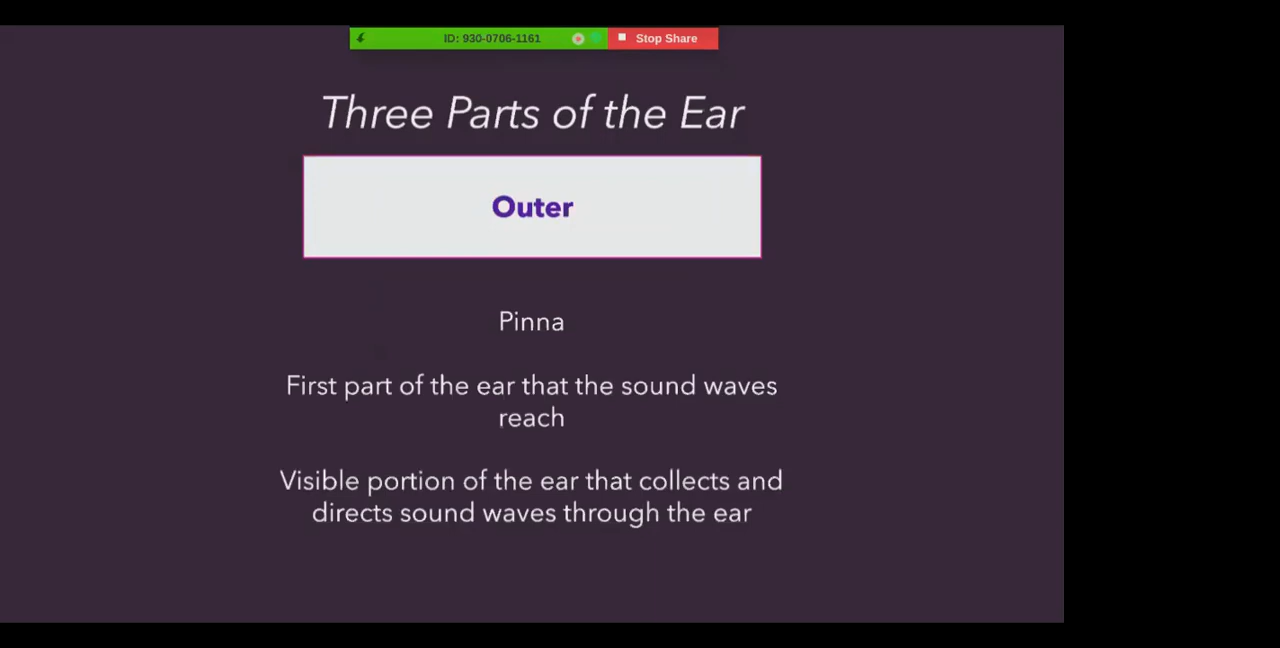 ID: 930-0706-1161 Stop Share
Three Parts of the Ear
Outer
Pinna
First part of the ear that the sound waves
reach
Visible portion of the ear that collects and
directs sound waves through the ear